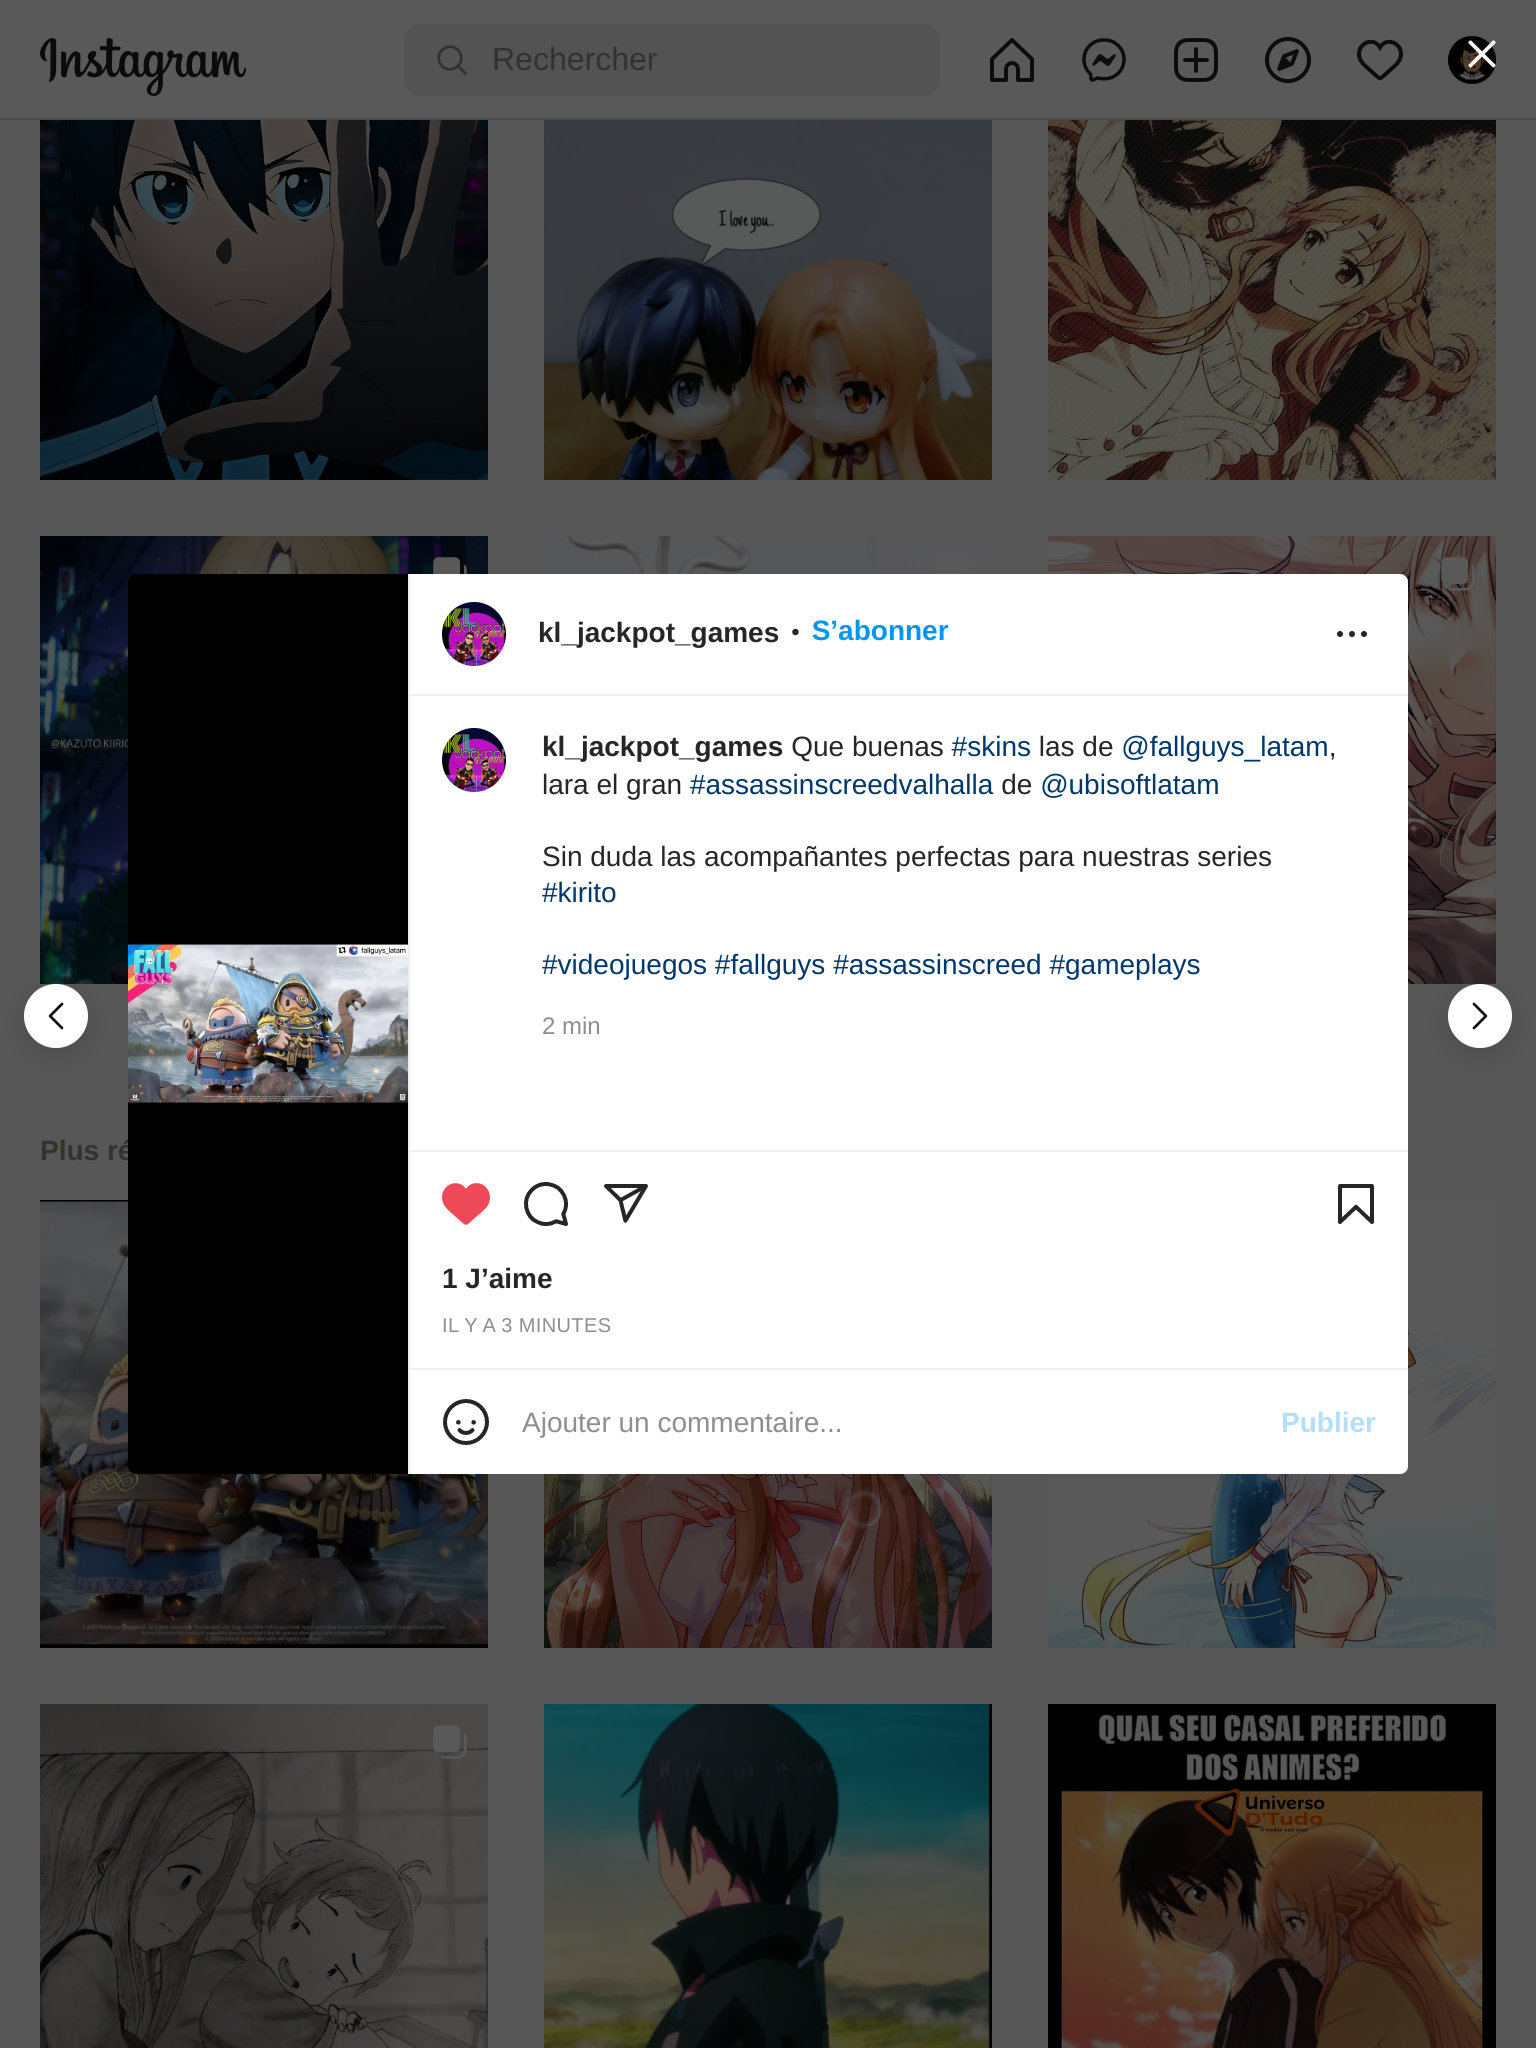 Instagram
Rechercher
I love you...
@KAZUTO.KIIRI
kl_jackpot_games • S’abonner
kl_jackpot_games Que buenas #skins las de @fallguys_latam,
lara el gran #assassinscreedvalhalla de @ubisoftlatam
Sin duda las acompañantes perfectas para nuestras series
#kirito
#videojuegos #fallguys #assassinscreed #gameplays
2 min
FALL
GUYS
fallguys_latam
Plus ré
1 J’aime
IL Y A 3 MINUTES
Ajouter un commentaire...
Publier
QUAL SEU CASAL PREFERIDO
DOS ANIMES?
Universo
D'Tudo